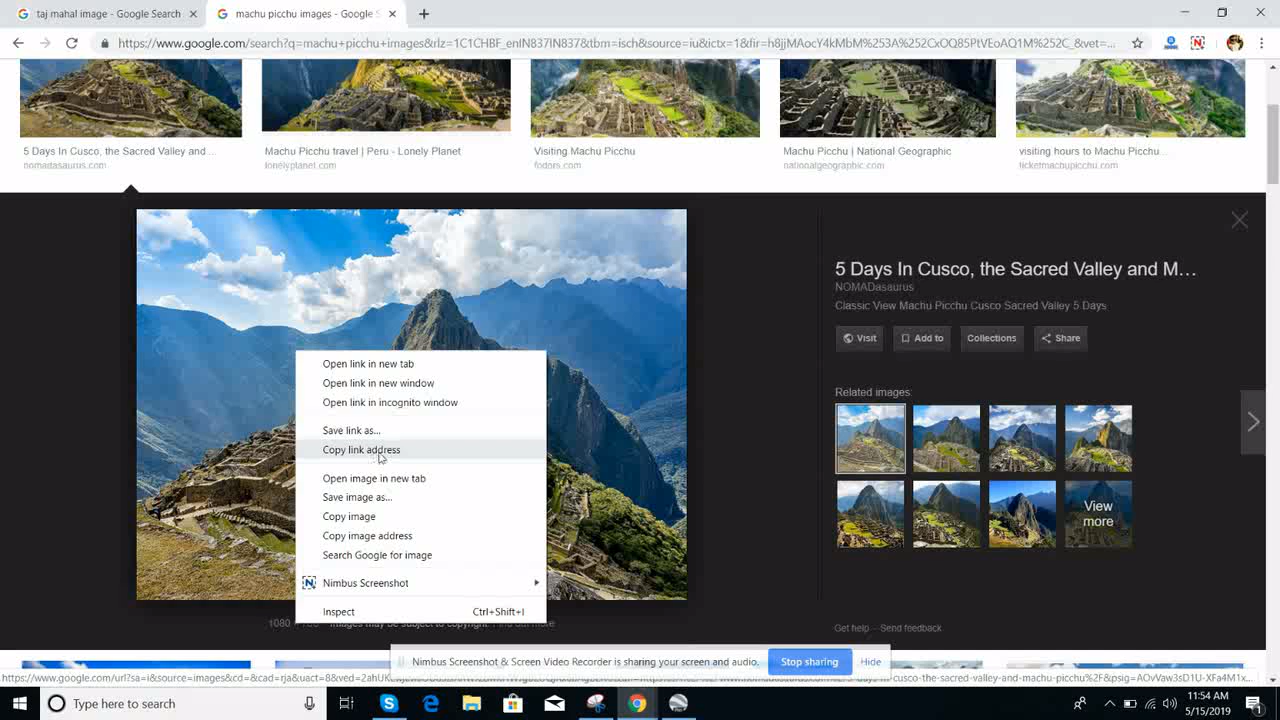 taj mahal image - Google Search
machu picchu images - Google S
https://www.google.com/search?q=machu+picchu+images&rlz=1C1CHBF_enIN837IN837&tbm=isch&source=iu&ictx=1&fir=h8jjMAocY4kMbM%253A%252CxOQ85PtVEoAQ1M%252C_&vet=...
5 Days In Cusco, the Sacred Valley and ...
nomadasaurus.com
Machu Picchu travel | Peru - Lonely Planet
lonelyplanet.com
Visiting Machu Picchu
fodors.com
Machu Picchu | National Geographic
nationalgeographic.com
visiting hours to Machu Picchu...
ticketmachupicchu.com
5 Days In Cusco, the Sacred Valley and M...
NOMADasaurus
Classic View Machu Picchu Cusco Sacred Valley 5 Days
Visit
Add to
Collections
Share
Related images:
View more
Open link in new tab
Open link in new window
Open link in incognito window
Save link as...
Copy link address
Open image in new tab
Save image as...
Copy image
Copy image address
Search Google for image
Nimbus Screenshot
Inspect Ctrl+Shift+I
Images may be subject to copyright.
Get help - Send feedback
Nimbus Screenshot & Screen Video Recorder is sharing your screen and audio.
Stop sharing
Hide
Type here to search
11:54 AM
5/15/2019